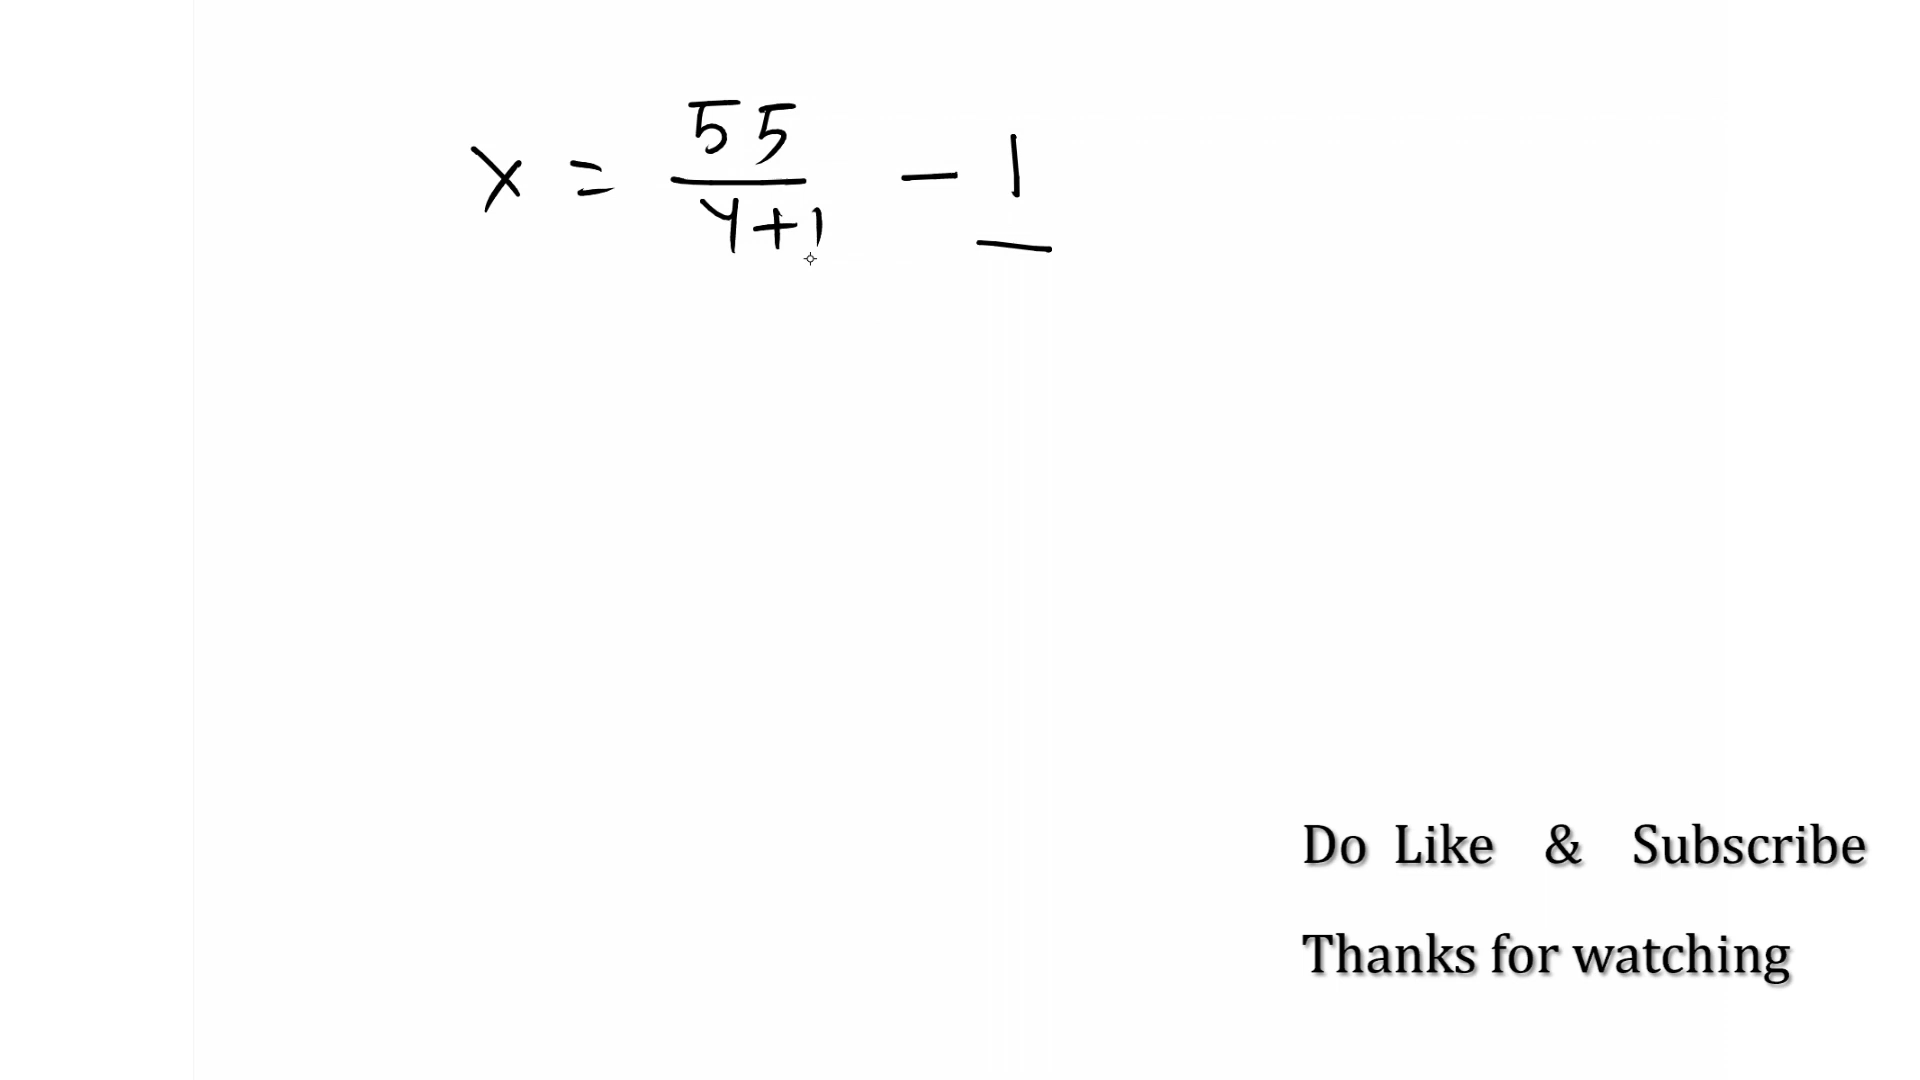 x = 55/y+1 - 1
Do Like & Subscribe
Thanks for watching